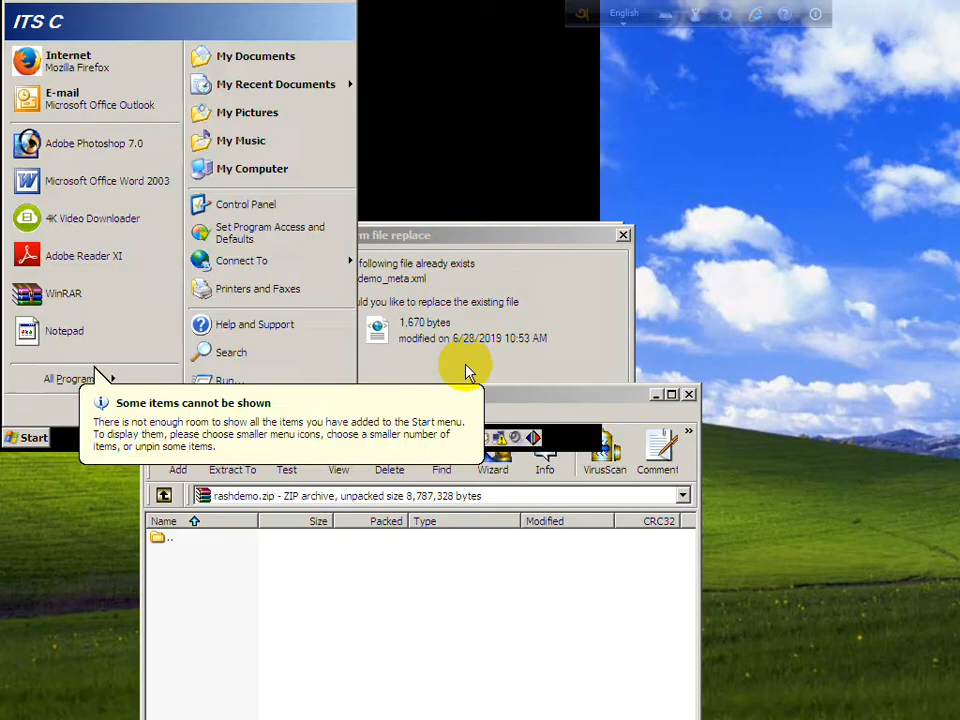 ITS C
English
Internet
Mozilla Firefox
E-mail
Microsoft Office Outlook
Adobe Photoshop 7.0
Microsoft Office Word 2003
4K Video Downloader
Adobe Reader XI
WinRAR
Notepad
All Program
Start
My Documents
My Recent Documents
My Pictures
My Music
My Computer
Control Panel
Set Program Access and
Defaults
Connect To
Printers and Faxes
Help and Support
Search
Run...
m file replace
following file already exists
demo_meta.xml
ld you like to replace the existing file
1,670 bytes
modified on 6/28/2019 10:53 AM
Some items cannot be shown
There is not enough room to show all the items you have added to the Start menu.
To display them, please choose smaller menu icons, choose a smaller number of
items, or unpin some items.
Add
Extract To
Test
View
Delete
Find
Wizard
Info
VirusScan
Comment
»
rashdemo.zip - ZIP archive, unpacked size 8,787,328 bytes
Name
Size
Packed
Type
Modified
CRC32
..